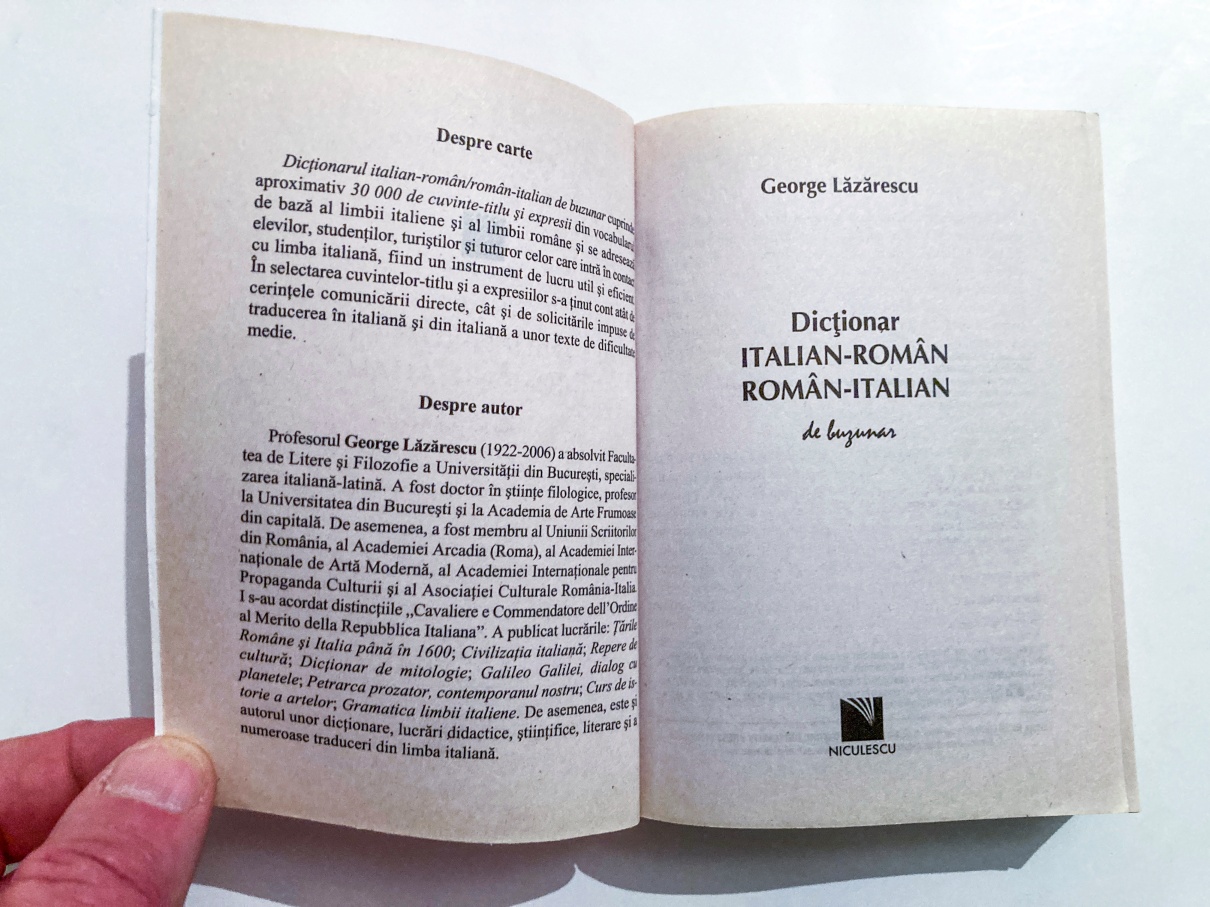 Despre carte
Dicţionarul italian-român/român-italian de buzunar cuprinde
aproximativ 30 000 de cuvinte-titlu şi expresii din vocabularul
de bază al limbii italiene şi al limbii române şi se adresează
elevilor, studenţilor, turiştilor şi tuturor celor care intră în contact
cu limba italiană, fiind un instrument de lucru util şi eficient.
În selectarea cuvintelor-titlu şi a expresiilor s-a ţinut cont atât de
cerinţele comunicării directe, cât şi de solicitările impuse de
traducerea în italiană şi din italiană a unor texte de dificultate
medie.
Despre autor
Profesorul George Lăzărescu (1922-2006) a absolvit Faculta-
tea de Litere şi Filozofie a Universităţii din Bucureşti, speciali-
zarea italiană-latină. A fost doctor în ştiinţe filologice, profesor
la Universitatea din Bucureşti şi la Academia de Arte Frumoase
din capitală. De asemenea, a fost membru al Uniunii Scriitorilor
din România, al Academiei Arcadia (Roma), al Academiei Inter-
naţionale de Artă Modernă, al Academiei Internaţionale pentru
Propaganda Culturii şi al Asociaţiei Culturale România-Italia.
I s-au acordat distincţiile „Cavaliere e Commendatore dell'Ordine
al Merito della Repubblica Italiana”. A publicat lucrările: Ţările
Române şi Italia până în 1600; Civilizaţia italiană; Repere de
cultură; Dicţionar de mitologie; Galileo Galilei, dialog cu
planetele; Petrarca prozator, contemporanul nostru; Curs de is-
torie a artelor; Gramatica limbii italiene. De asemenea, este şi
autorul unor dicţionare, lucrări didactice, ştiinţifice, literare şi a
numeroase traduceri din limba italiană.
George Lăzărescu
Dicţionar
ITALIAN-ROMÂN
ROMÂN-ITALIAN
de buzunar
NICULESCU